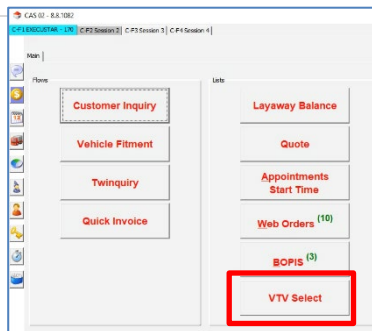 CAS 02 - 8.8.1082
C-F1 EXECUSTAR - 170 C-F2 Session 2 C-F3 Session 3 C-F4 Session 4
Main
Flows
Lists
Customer Inquiry
Layaway Balance
Vehicle Fitment
Quote
Twinquiry
Appointments
Start Time
Quick Invoice
Web Orders (10)
BOPIS (3)
VTV Select